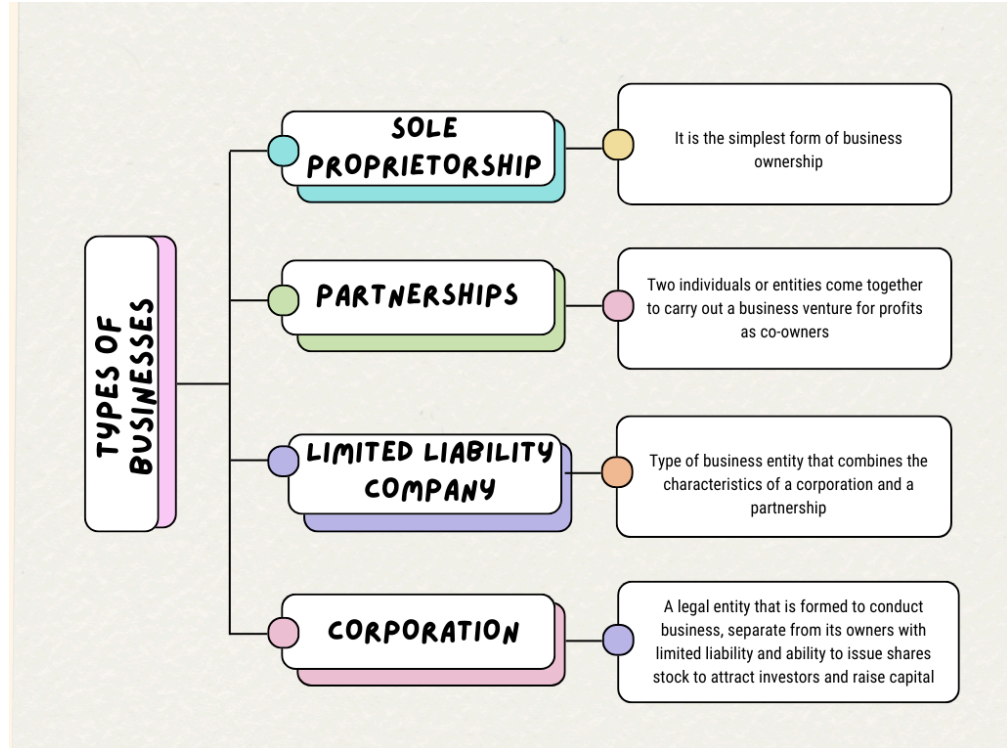 TYPES OF
BUSINESSES
SOLE
PROPRIETORSHIP
It is the simplest form of business
ownership
PARTNERSHIPS
Two individuals or entities come together
to carry out a business venture for profits
as co-owners
LIMITED LIABILITY
COMPANY
Type of business entity that combines the
characteristics of a corporation and a
partnership
CORPORATION
A legal entity that is formed to conduct
business, separate from its owners with
limited liability and ability to issue shares
stock to attract investors and raise capital